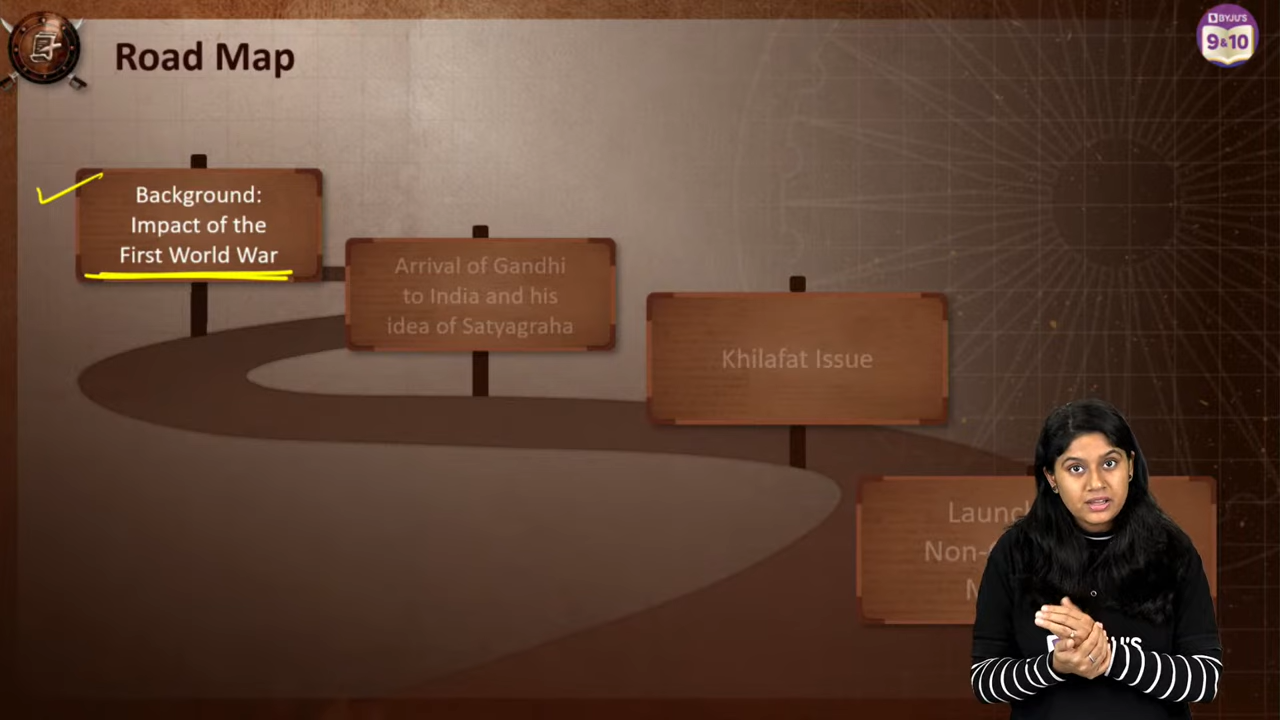 Road Map
BYJU'S
9&10
Background:
Impact of the
First World War
Arrival of Gandhi
to India and his
idea of Satyagraha
Khilafat Issue